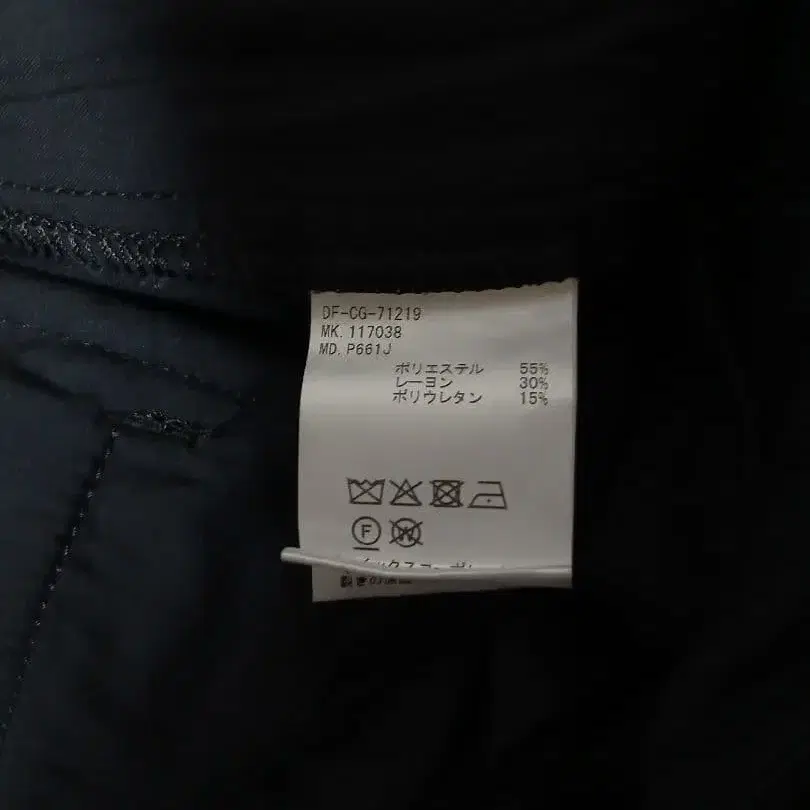 DF-CG-71219
MK. 117038
MD. P661J
ポリエステル 55%
レーヨン 30%
ポリウレタン 15%
F W